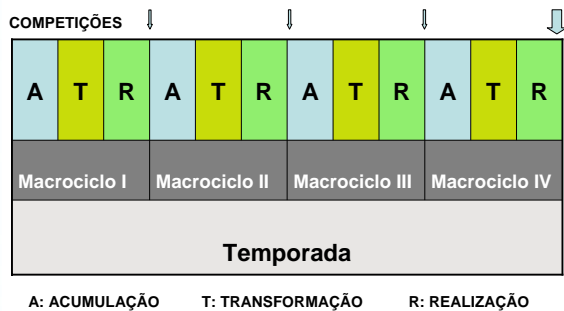 COMPETIÇÕES
A T R A T R A T R A T R
Macrociclo I Macrociclo II Macrociclo III Macrociclo IV
Temporada
A: ACUMULAÇÃO T: TRANSFORMAÇÃO R: REALIZAÇÃO